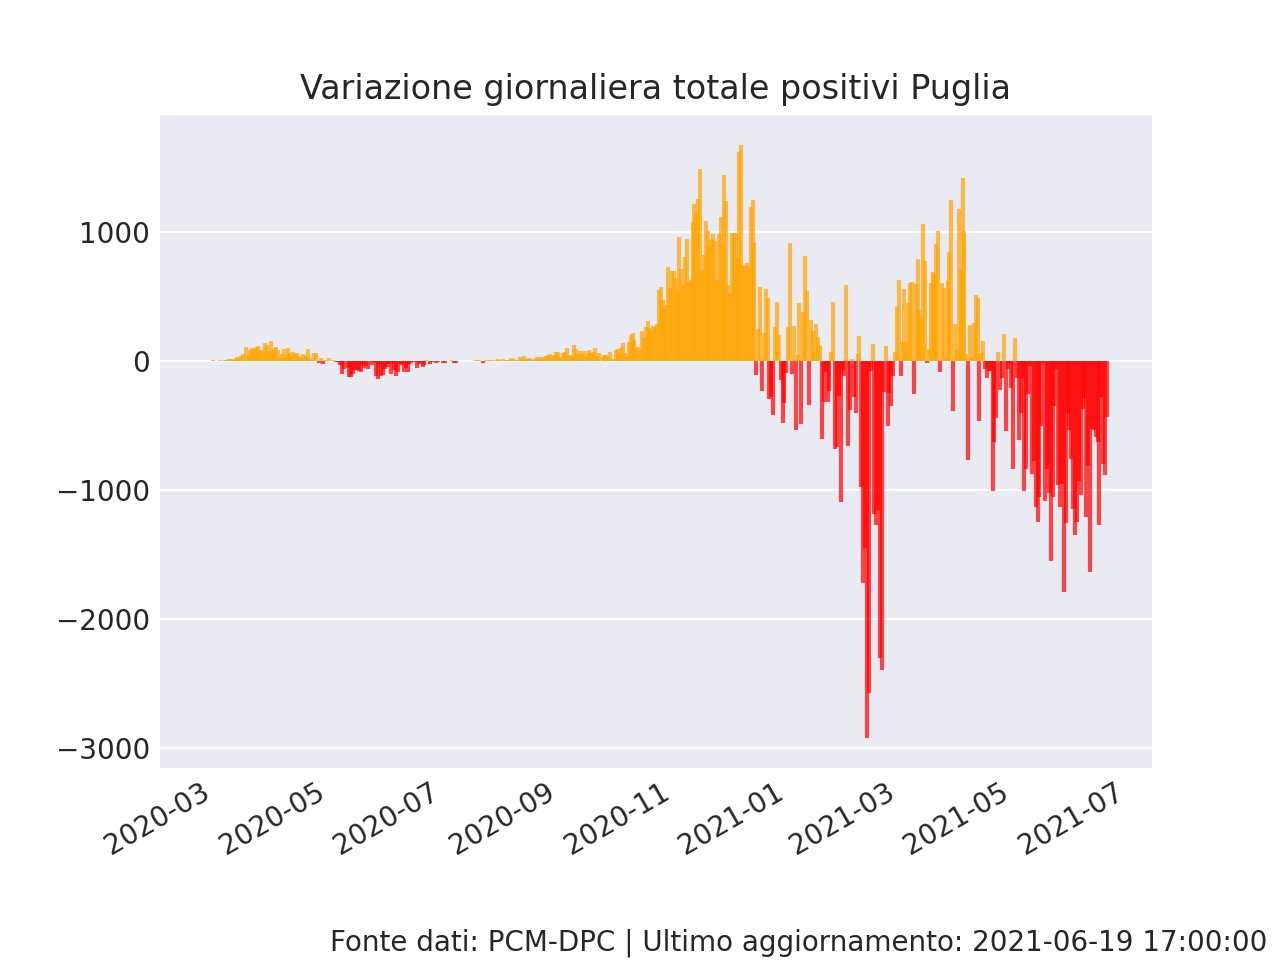 Variazione giornaliera totale positivi Puglia
1000
0
−1000
−2000
−3000
2020-03 2020-05 2020-07 2020-09 2020-11 2021-01 2021-03 2021-05 2021-07
Fonte dati: PCM-DPC | Ultimo aggiornamento: 2021-06-19 17:00:00